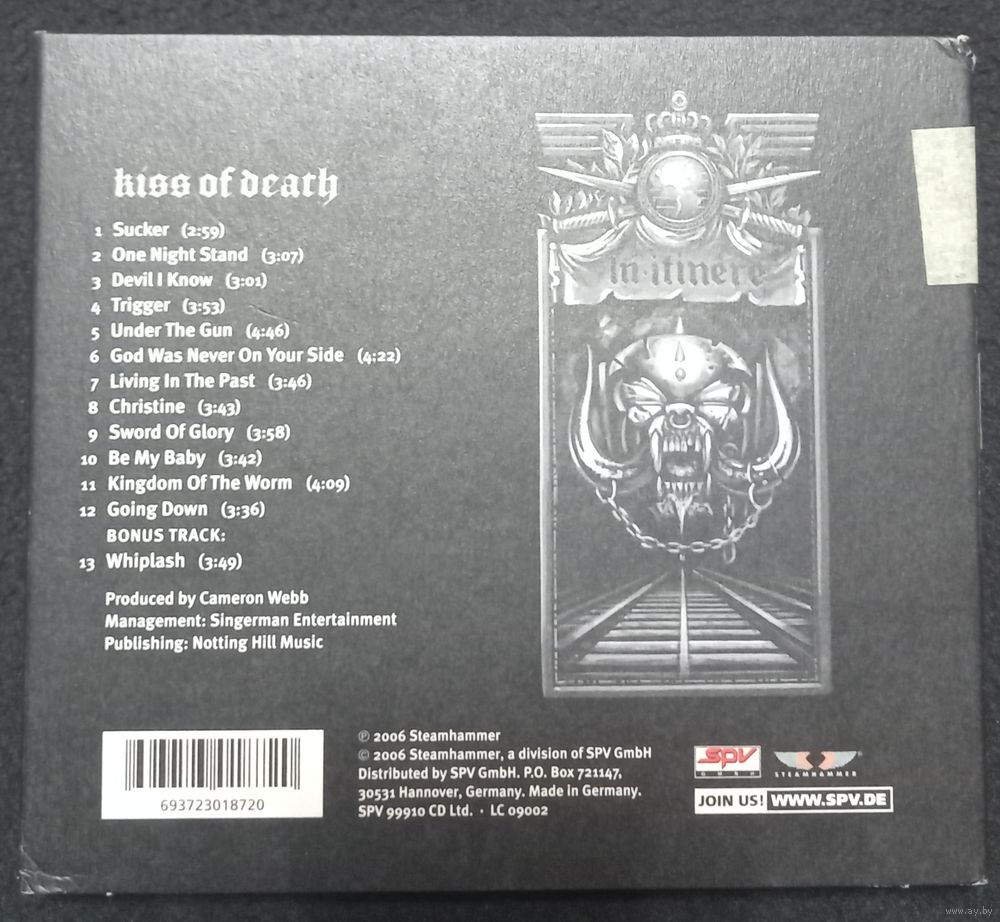 kiss of death
1 Sucker (2:59)
2 One Night Stand (3:07)
3 Devil I Know (3:01)
4 Trigger (3:53)
5 Under The Gun (4:46)
6 God Was Never On Your Side (4:22)
7 Living In The Past (3:46)
8 Christine (3:43)
9 Sword Of Glory (3:58)
10 Be My Baby (3:42)
11 Kingdom Of The Worm (4:09)
12 Going Down (3:36)
BONUS TRACK:
13 Whiplash (3:49)
Produced by Cameron Webb
Management: Singerman Entertainment
Publishing: Notting Hill Music
In itinere
693723018720
℗ 2006 Steamhammer
© 2006 Steamhammer, a division of SPV GmbH
Distributed by SPV GmbH. P.O. Box 721147,
30531 Hannover, Germany. Made in Germany.
SPV 99910 CD Ltd. · LC 09002
SPV
GMBH
STEAMHAMMER
JOIN US! WWW.SPV.DE
www.ay.by